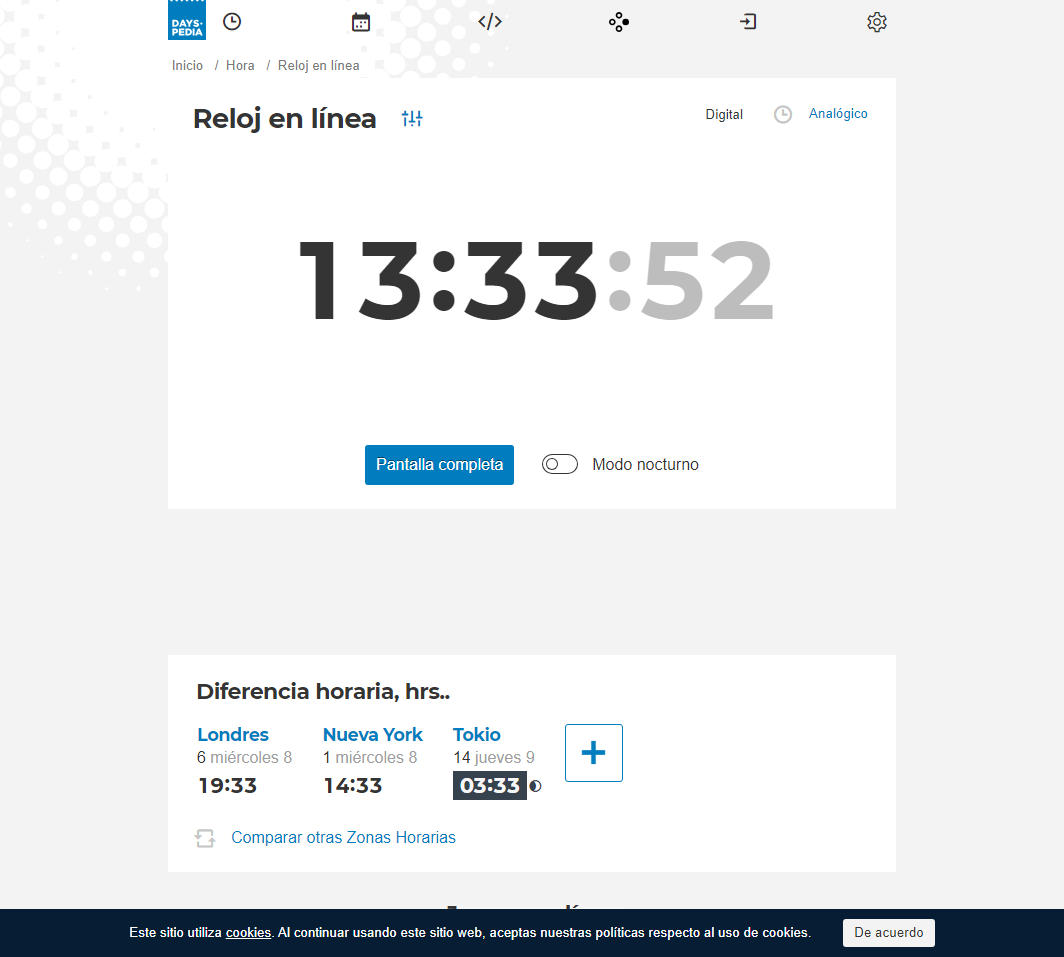 DAYS·
PEDIA
Inicio / Hora / Reloj en línea
Reloj en línea
Digital
Analógico
13:33:52
Pantalla completa
Modo nocturno
Diferencia horaria, hrs..
Londres
6 miércoles 8
19:33
Nueva York
1 miércoles 8
14:33
Tokio
14 jueves 9
03:33
+
Comparar otras Zonas Horarias
Este sitio utiliza cookies. Al continuar usando este sitio web, aceptas nuestras políticas respecto al uso de cookies.
De acuerdo